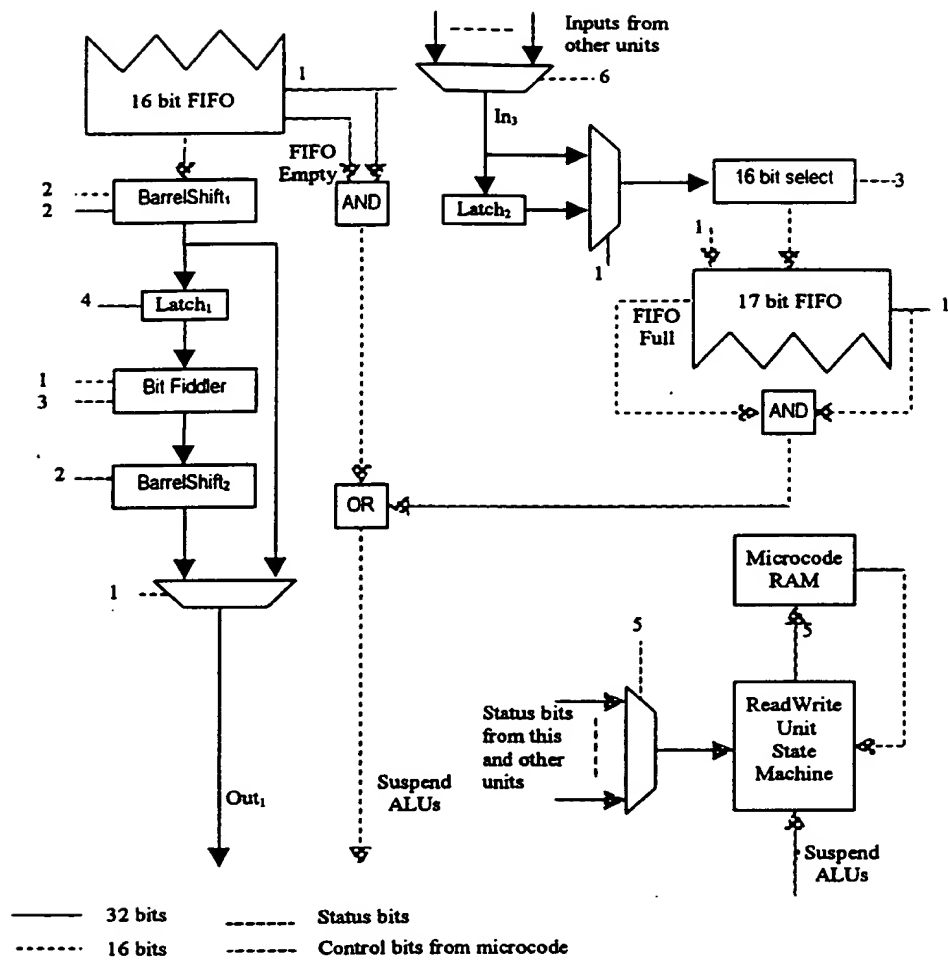 Inputs from
other units
6
In₃
1
16 bit FIFO
FIFO
Empty
AND
2
2
BarrelShift₁
Latch₂
1
16 bit select
3
1
4
Latch₁
17 bit FIFO
1
FIFO
Full
1
3
Bit Fiddler
AND
2
BarrelShift₂
OR
1
Microcode
RAM
5
5
Status bits
from this
and other
units
ReadWrite
Unit
State
Machine
Out₁
Suspend
ALUs
Suspend
ALUs
32 bits
Status bits
16 bits
Control bits from microcode